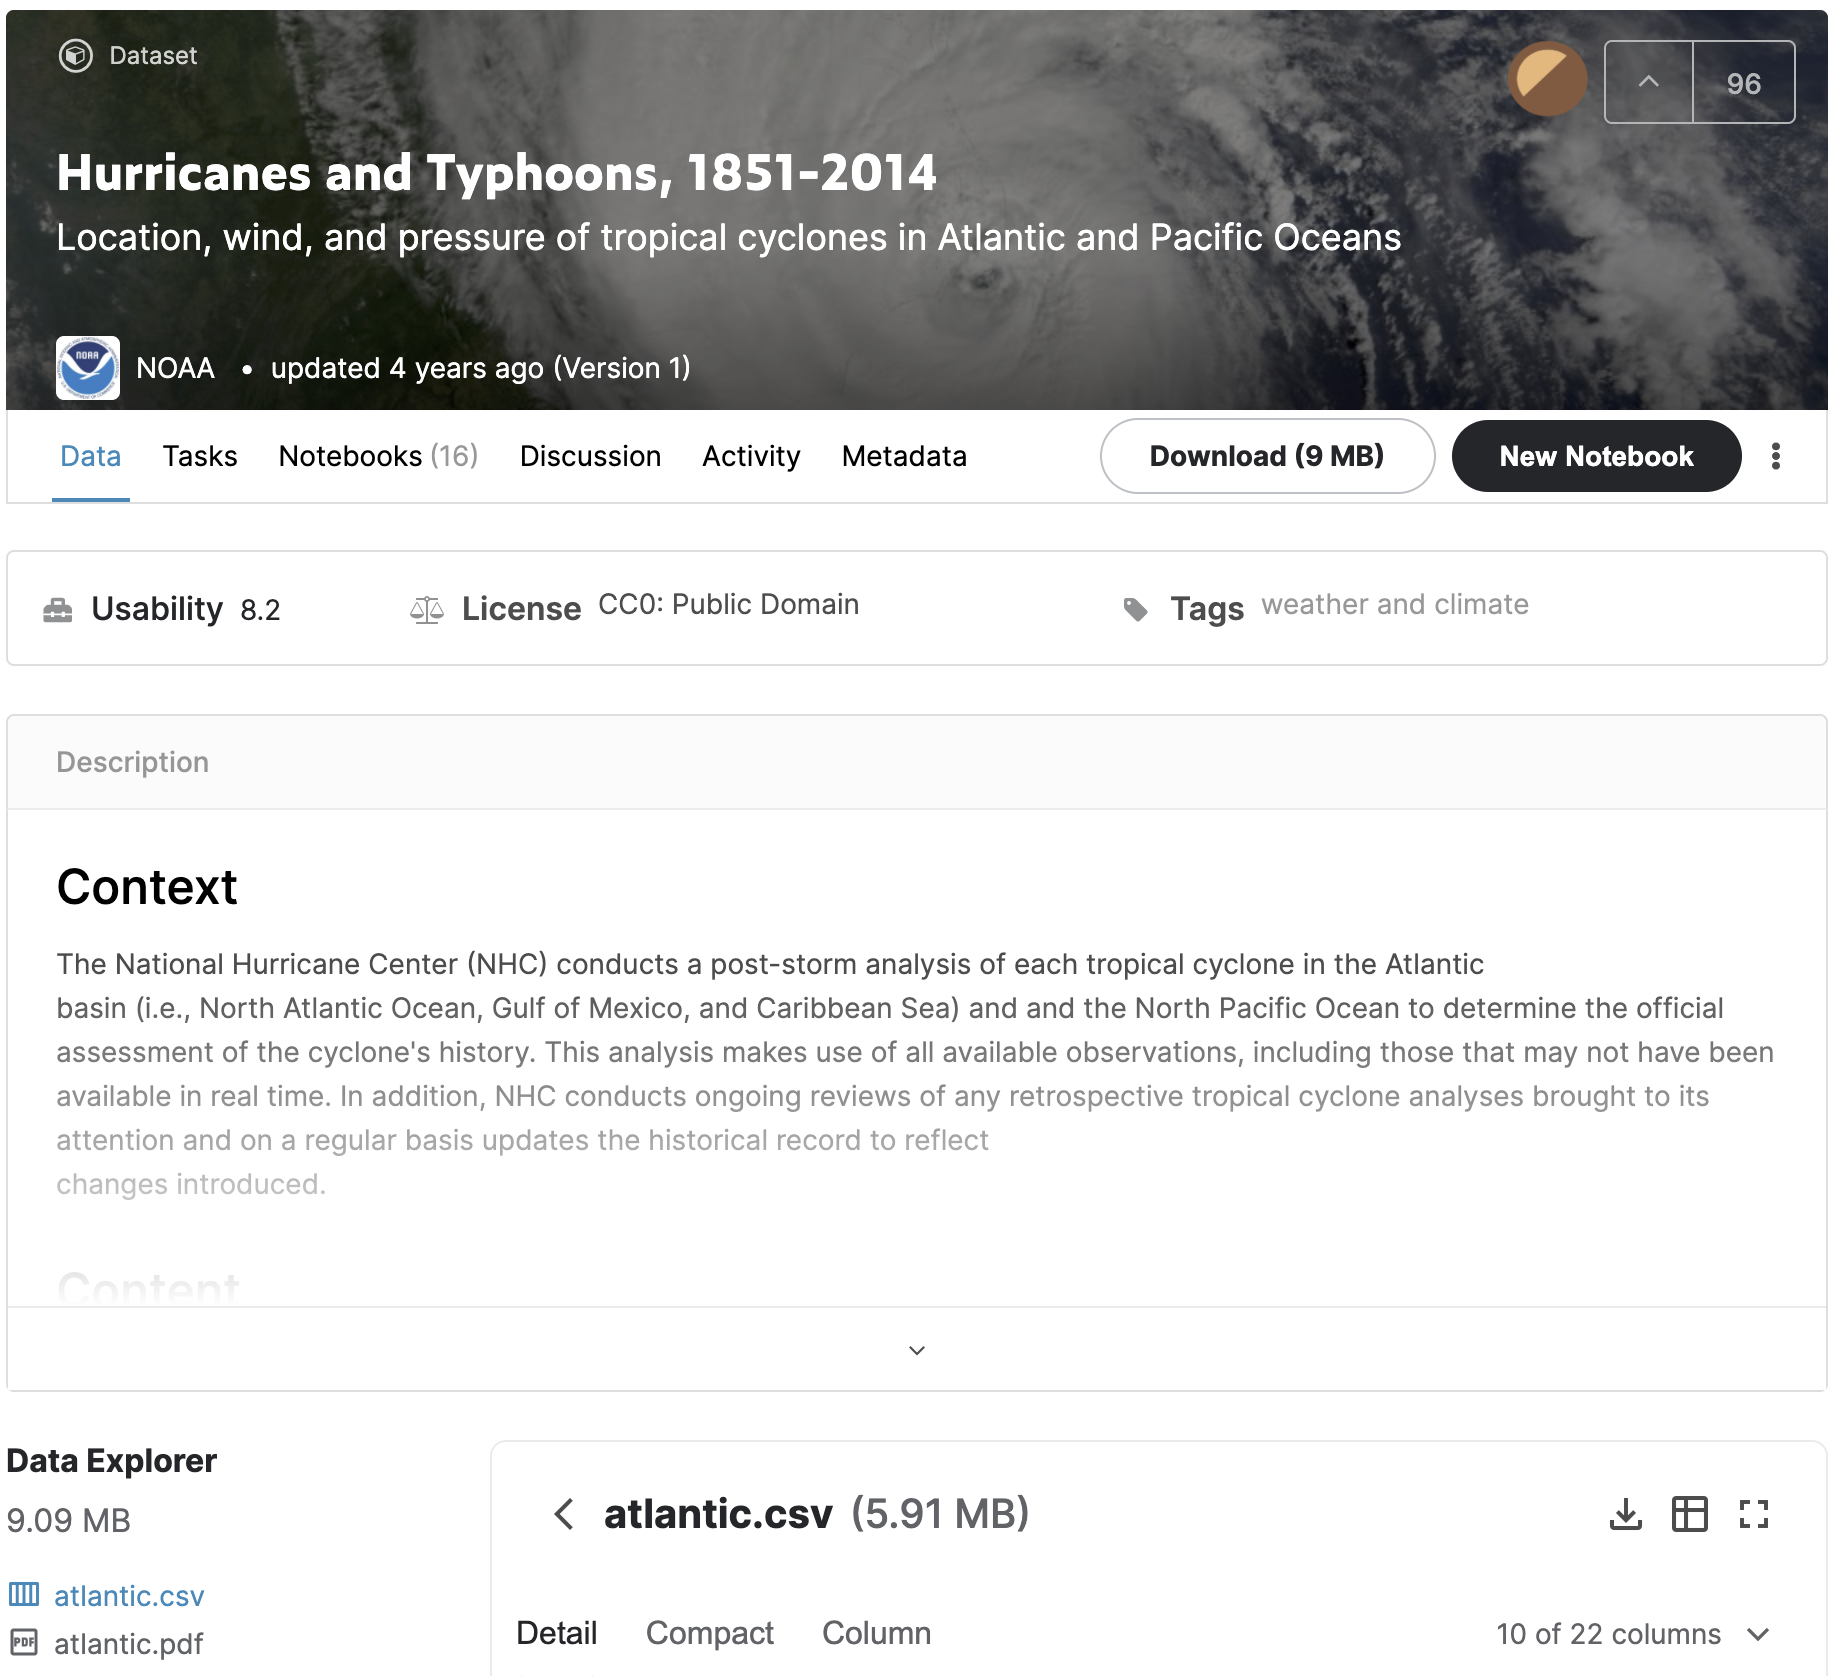 Dataset
96
Hurricanes and Typhoons, 1851-2014
Location, wind, and pressure of tropical cyclones in Atlantic and Pacific Oceans
NOAA
NOAA • updated 4 years ago (Version 1)
Data Tasks Notebooks (16) Discussion Activity Metadata Download (9 MB) New Notebook
Usability 8.2 License CC0: Public Domain Tags weather and climate
Description
Context
The National Hurricane Center (NHC) conducts a post-storm analysis of each tropical cyclone in the Atlantic
basin (i.e., North Atlantic Ocean, Gulf of Mexico, and Caribbean Sea) and and the North Pacific Ocean to determine the official
assessment of the cyclone's history. This analysis makes use of all available observations, including those that may not have been
available in real time. In addition, NHC conducts ongoing reviews of any retrospective tropical cyclone analyses brought to its
attention and on a regular basis updates the historical record to reflect
changes introduced.
Content
Data Explorer
9.09 MB
atlantic.csv
PDF atlantic.pdf
atlantic.csv (5.91 MB)
Detail Compact Column 10 of 22 columns